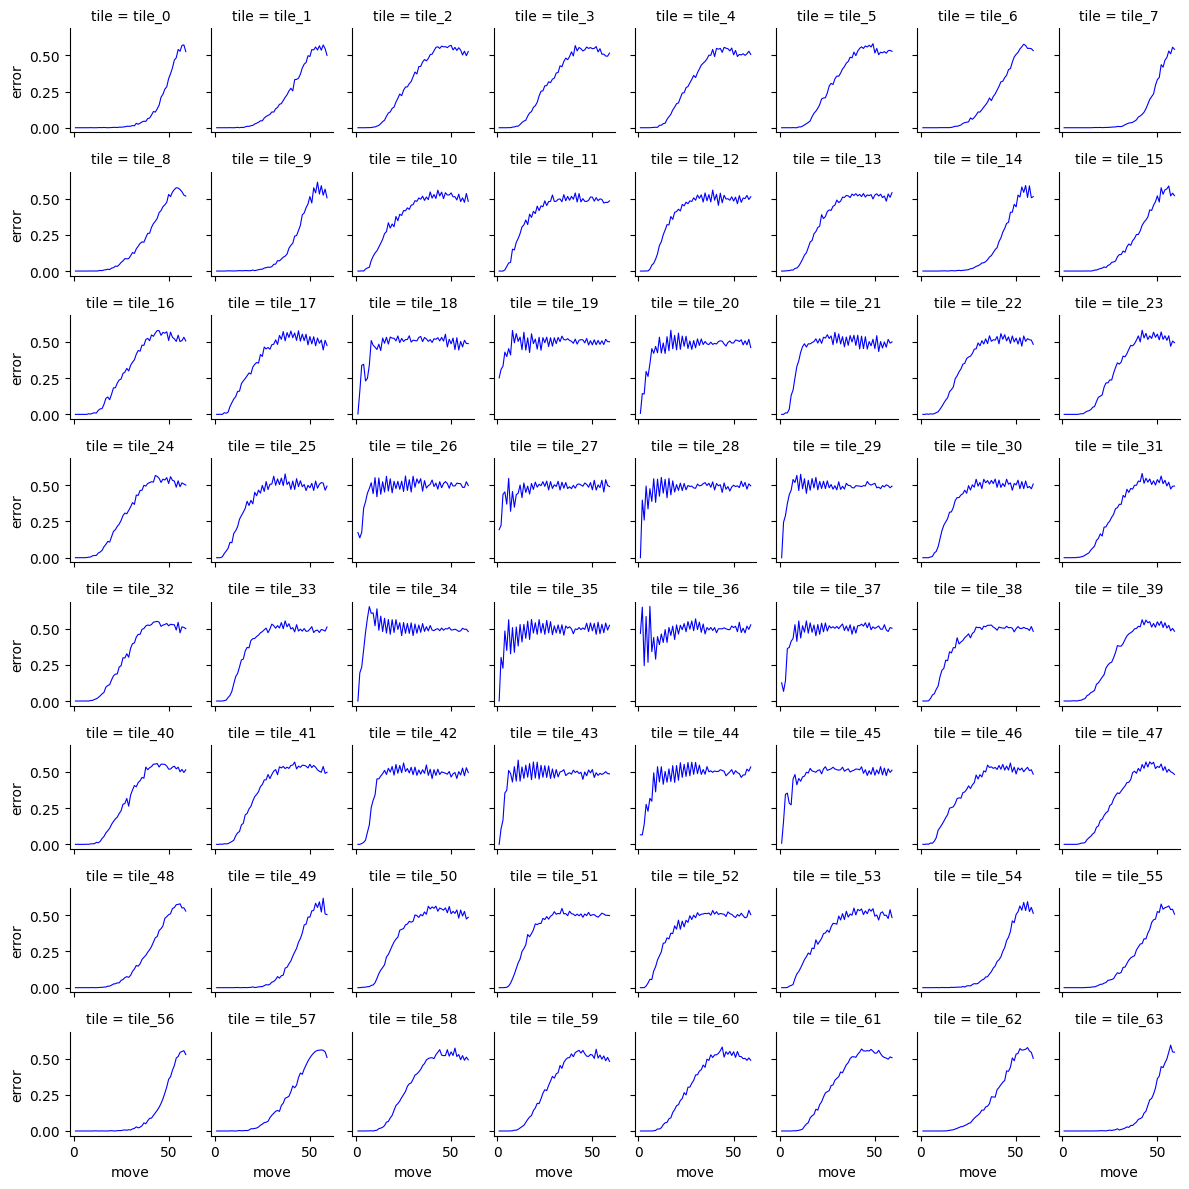 tile = tile_0 tile = tile_1 tile = tile_2 tile = tile_3 tile = tile_4 tile = tile_5 tile = tile_6 tile = tile_7
0.50
error
0.25
0.00
tile = tile_8 tile = tile_9 tile = tile_10 tile = tile_11 tile = tile_12 tile = tile_13 tile = tile_14 tile = tile_15
0.50
error
0.25
0.00
tile = tile_16 tile = tile_17 tile = tile_18 tile = tile_19 tile = tile_20 tile = tile_21 tile = tile_22 tile = tile_23
0.50
error
0.25
0.00
tile = tile_24 tile = tile_25 tile = tile_26 tile = tile_27 tile = tile_28 tile = tile_29 tile = tile_30 tile = tile_31
0.50
error
0.25
0.00
tile = tile_32 tile = tile_33 tile = tile_34 tile = tile_35 tile = tile_36 tile = tile_37 tile = tile_38 tile = tile_39
0.50
error
0.25
0.00
tile = tile_40 tile = tile_41 tile = tile_42 tile = tile_43 tile = tile_44 tile = tile_45 tile = tile_46 tile = tile_47
0.50
error
0.25
0.00
tile = tile_48 tile = tile_49 tile = tile_50 tile = tile_51 tile = tile_52 tile = tile_53 tile = tile_54 tile = tile_55
0.50
error
0.25
0.00
tile = tile_56 tile = tile_57 tile = tile_58 tile = tile_59 tile = tile_60 tile = tile_61 tile = tile_62 tile = tile_63
0.50
error
0.25
0.00
0 50 0 50 0 50 0 50 0 50 0 50 0 50 0 50
move move move move move move move move